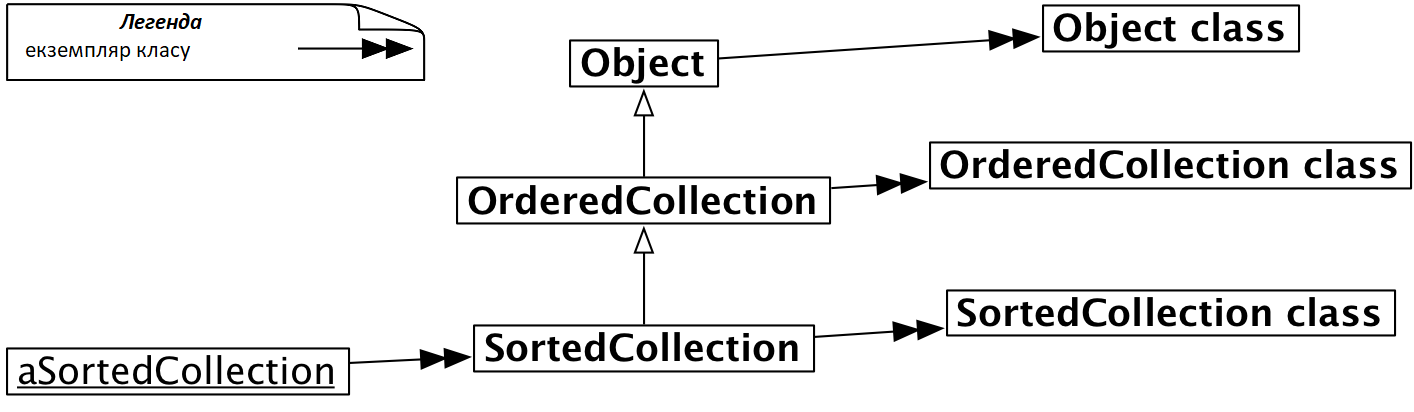 Легенда
екземпляр класу
Object
Object class
OrderedCollection
OrderedCollection class
SortedCollection
SortedCollection class
aSortedCollection